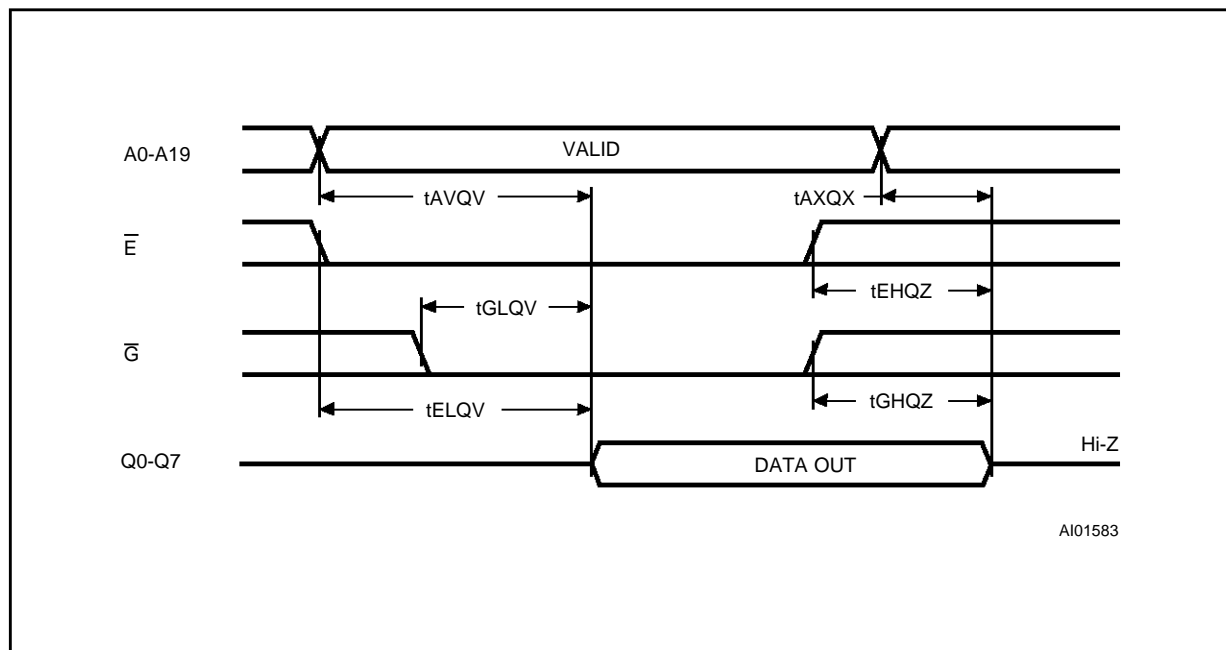 A0-A19
VALID
tAVQV
tAXQX
E̅
tEHQZ
tGLQV
G̅
tGHQZ
tELQV
Q0-Q7
DATA OUT
Hi-Z
AI01583